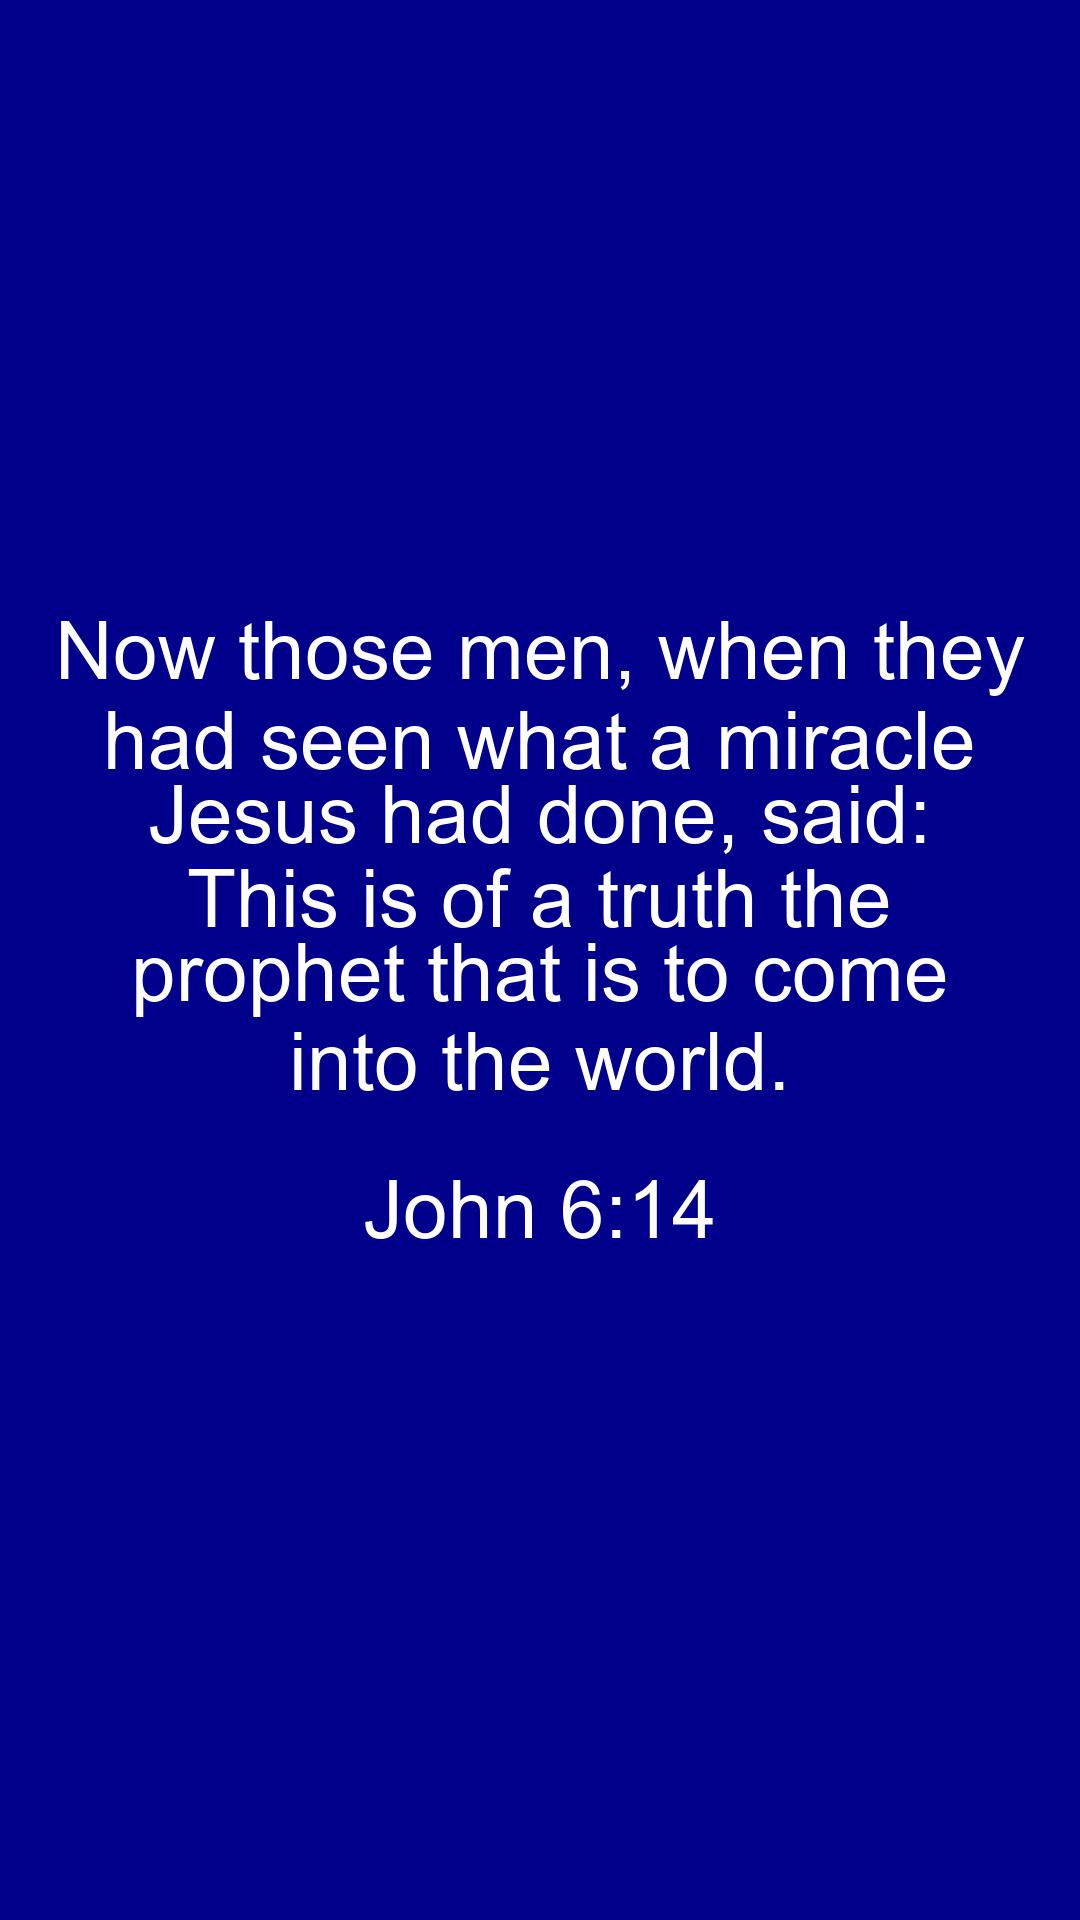 Now those men, when they
had seen what a miracle
Jesus had done, said:
This is of a truth the
prophet that is to come
into the world.
John 6:14